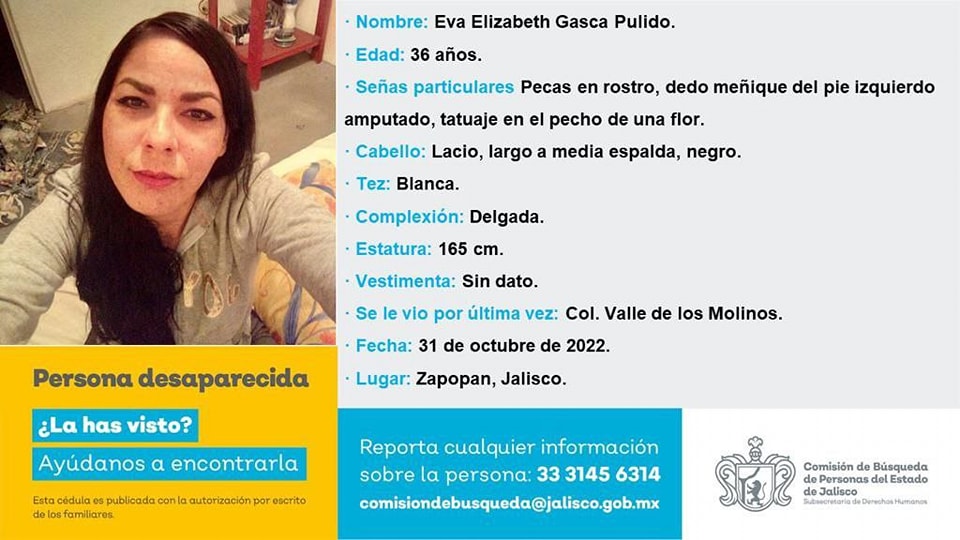 · Nombre: Eva Elizabeth Gasca Pulido.
· Edad: 36 años.
· Señas particulares Pecas en rostro, dedo meñique del pie izquierdo
amputado, tatuaje en el pecho de una flor.
· Cabello: Lacio, largo a media espalda, negro.
· Tez: Blanca.
· Complexión: Delgada.
· Estatura: 165 cm.
· Vestimenta: Sin dato.
· Se le vio por última vez: Col. Valle de los Molinos.
· Fecha: 31 de octubre de 2022.
· Lugar: Zapopan, Jalisco.
Persona desaparecida
¿La has visto?
Ayúdanos a encontrarla
Esta cédula es publicada con la autorización por escrito
de los familiares.
Reporta cualquier información
sobre la persona: 33 3145 6314
comisiondebusqueda@jalisco.gob.mx
Comisión de Búsqueda
de Personas del Estado
de Jalisco
Subsecretaría de Derechos Humanos